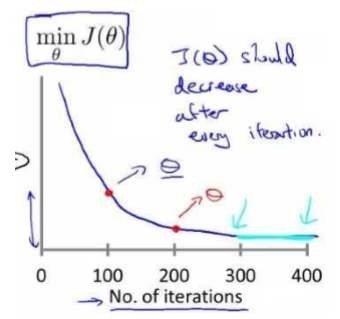 min J(θ)
θ
J(θ) should
decrease
after
every iteration.
θ
θ
0 100 200 300 400
No. of iterations